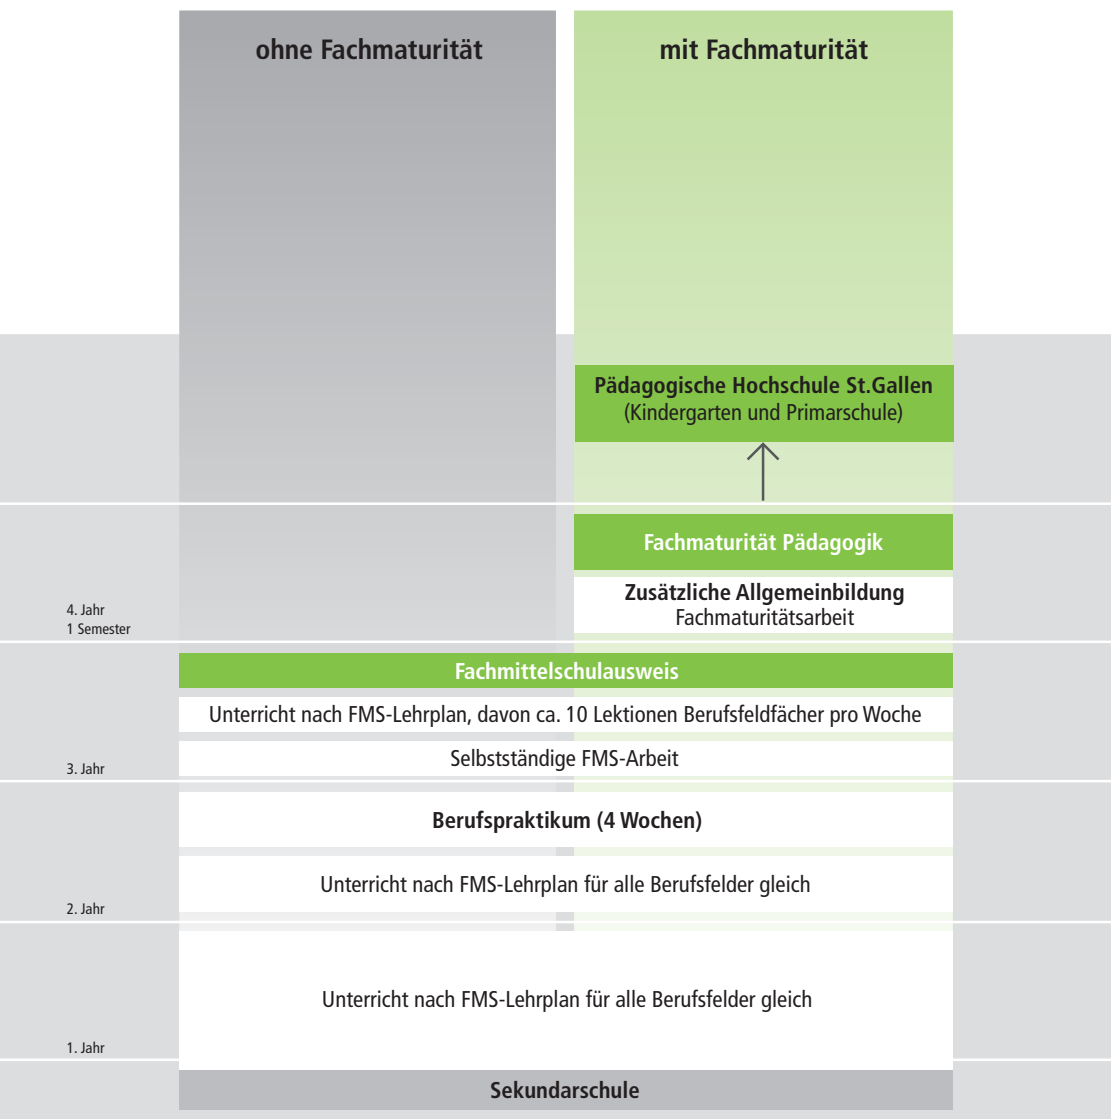 ohne Fachmaturität
mit Fachmaturität
Pädagogische Hochschule St.Gallen
(Kindergarten und Primarschule)
Fachmaturität Pädagogik
Zusätzliche Allgemeinbildung
Fachmaturitätsarbeit
4. Jahr
1 Semester
Fachmittelschulausweis
Unterricht nach FMS-Lehrplan, davon ca. 10 Lektionen Berufsfeldfächer pro Woche
Selbstständige FMS-Arbeit
3. Jahr
Berufspraktikum (4 Wochen)
Unterricht nach FMS-Lehrplan für alle Berufsfelder gleich
2. Jahr
Unterricht nach FMS-Lehrplan für alle Berufsfelder gleich
1. Jahr
Sekundarschule